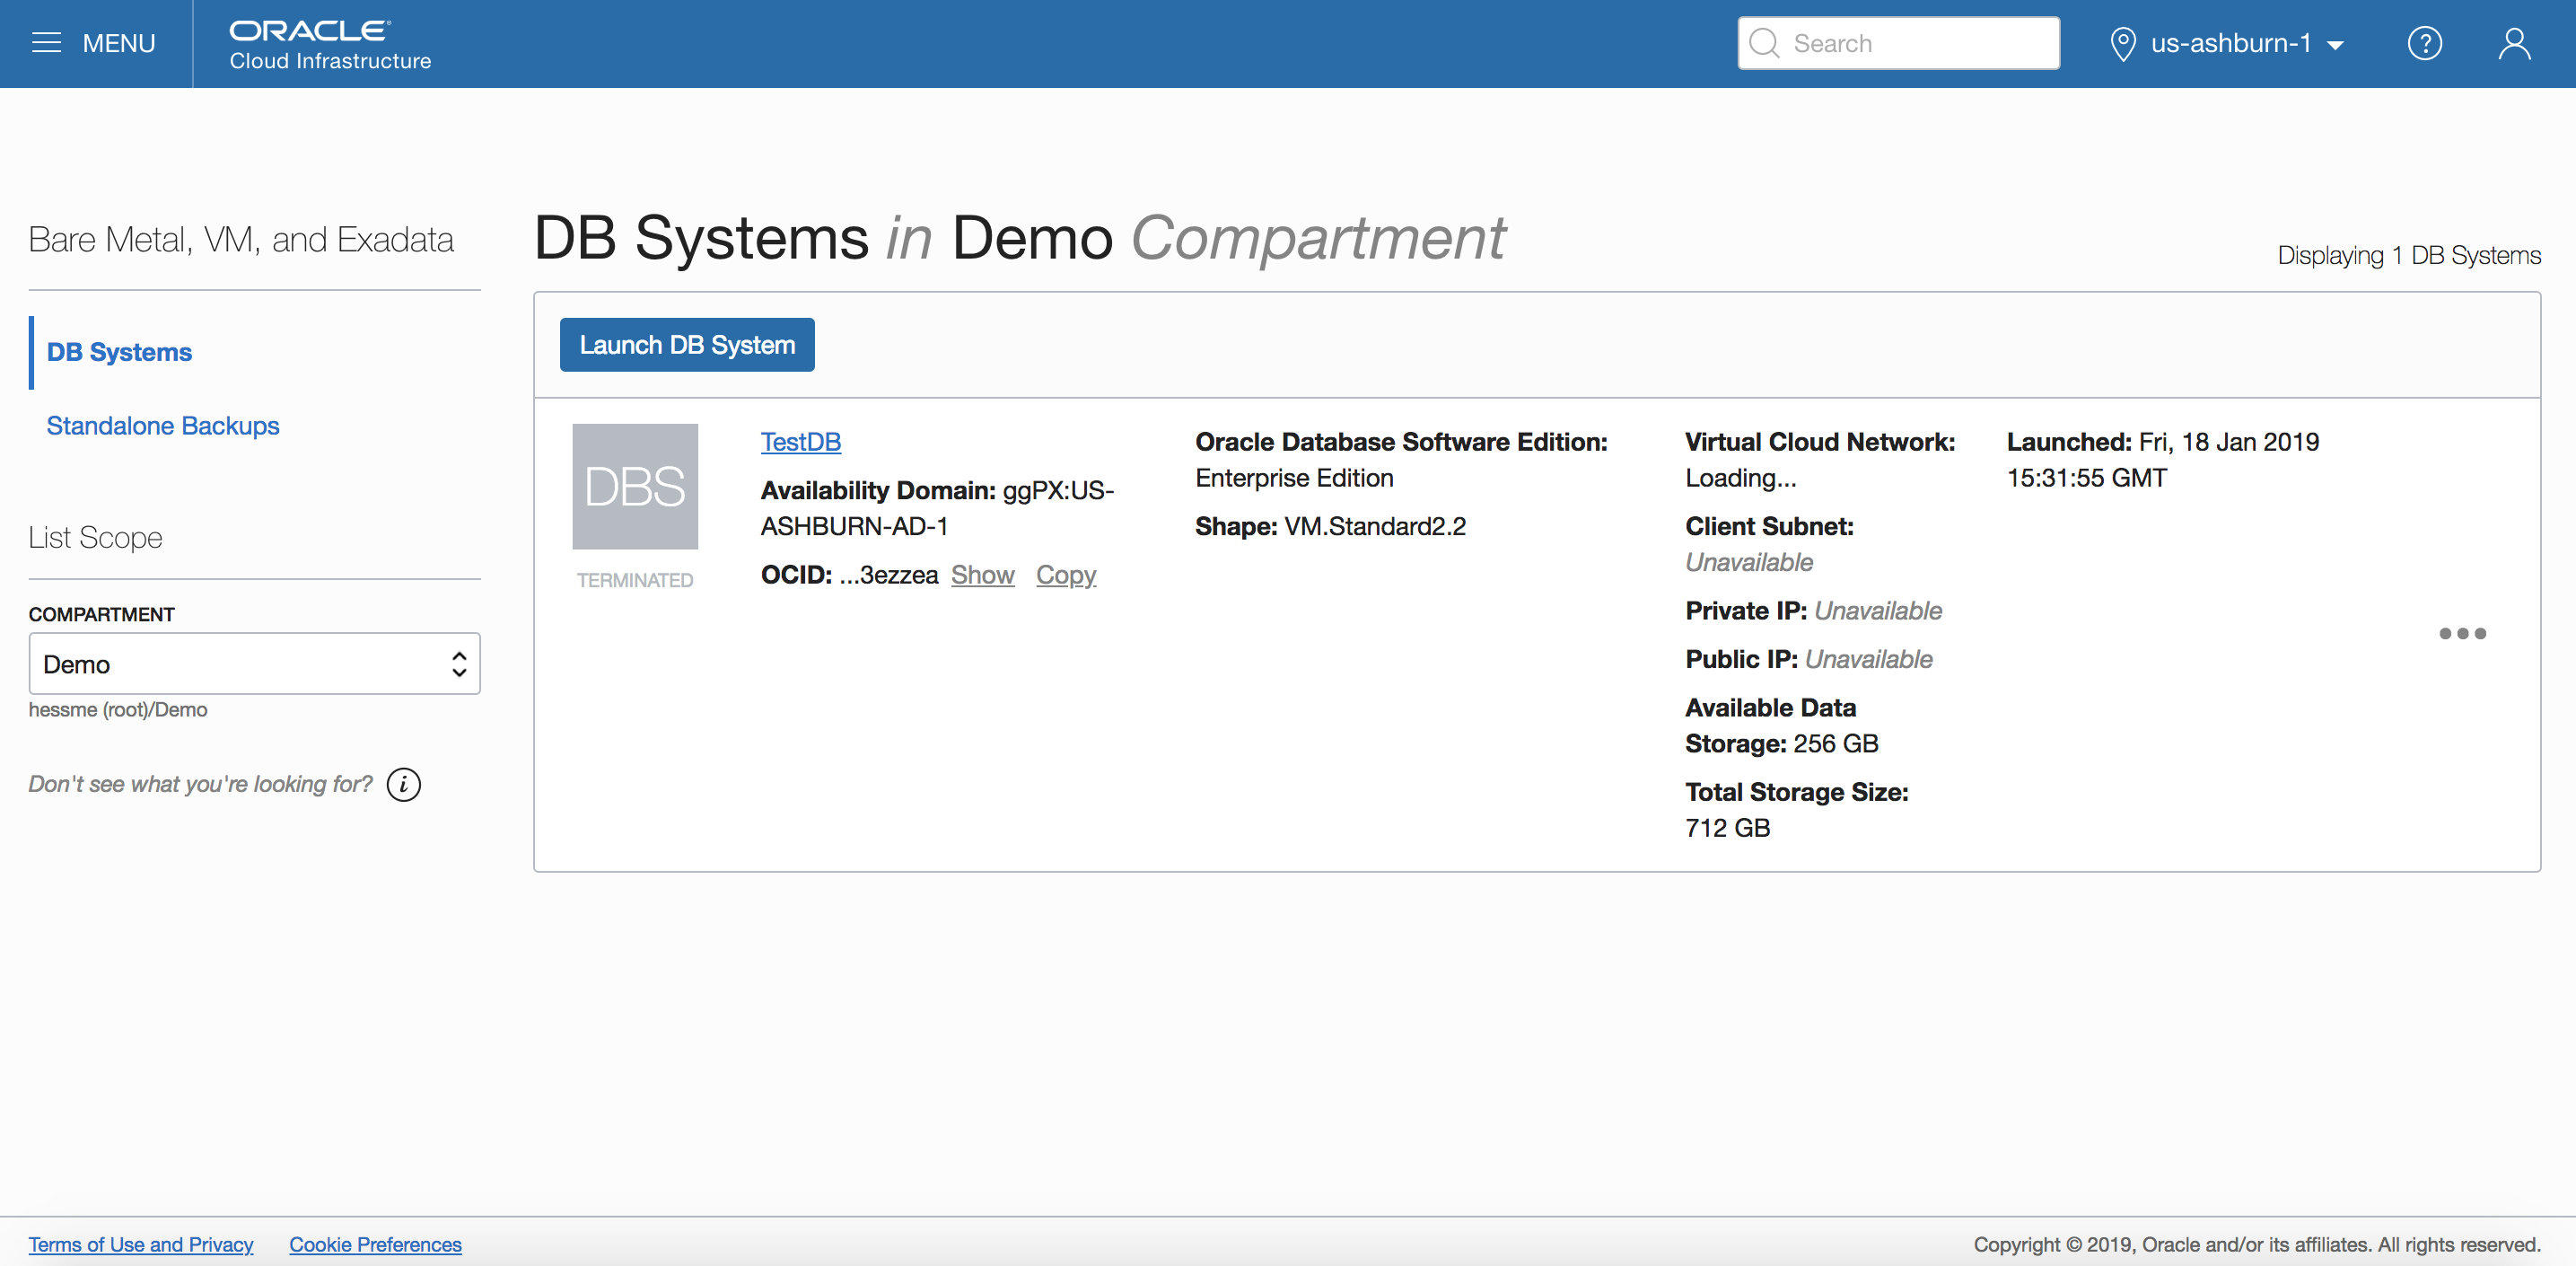 MENU
ORACLE
Cloud Infrastructure
Search
us-ashburn-1
Bare Metal, VM, and Exadata
DB Systems
Standalone Backups
List Scope
COMPARTMENT
Demo
hessme (root)/Demo
Don't see what you're looking for?
DB Systems in Demo Compartment
Displaying 1 DB Systems
Launch DB System
DBS
TERMINATED
TestDB
Availability Domain: ggPX:US-
ASHBURN-AD-1
OCID: ...3ezzea Show Copy
Oracle Database Software Edition:
Enterprise Edition
Shape: VM.Standard2.2
Virtual Cloud Network:
Loading...
Client Subnet:
Unavailable
Private IP: Unavailable
Public IP: Unavailable
Available Data
Storage: 256 GB
Total Storage Size:
712 GB
Launched: Fri, 18 Jan 2019
15:31:55 GMT
Terms of Use and Privacy
Cookie Preferences
Copyright © 2019, Oracle and/or its affiliates. All rights reserved.